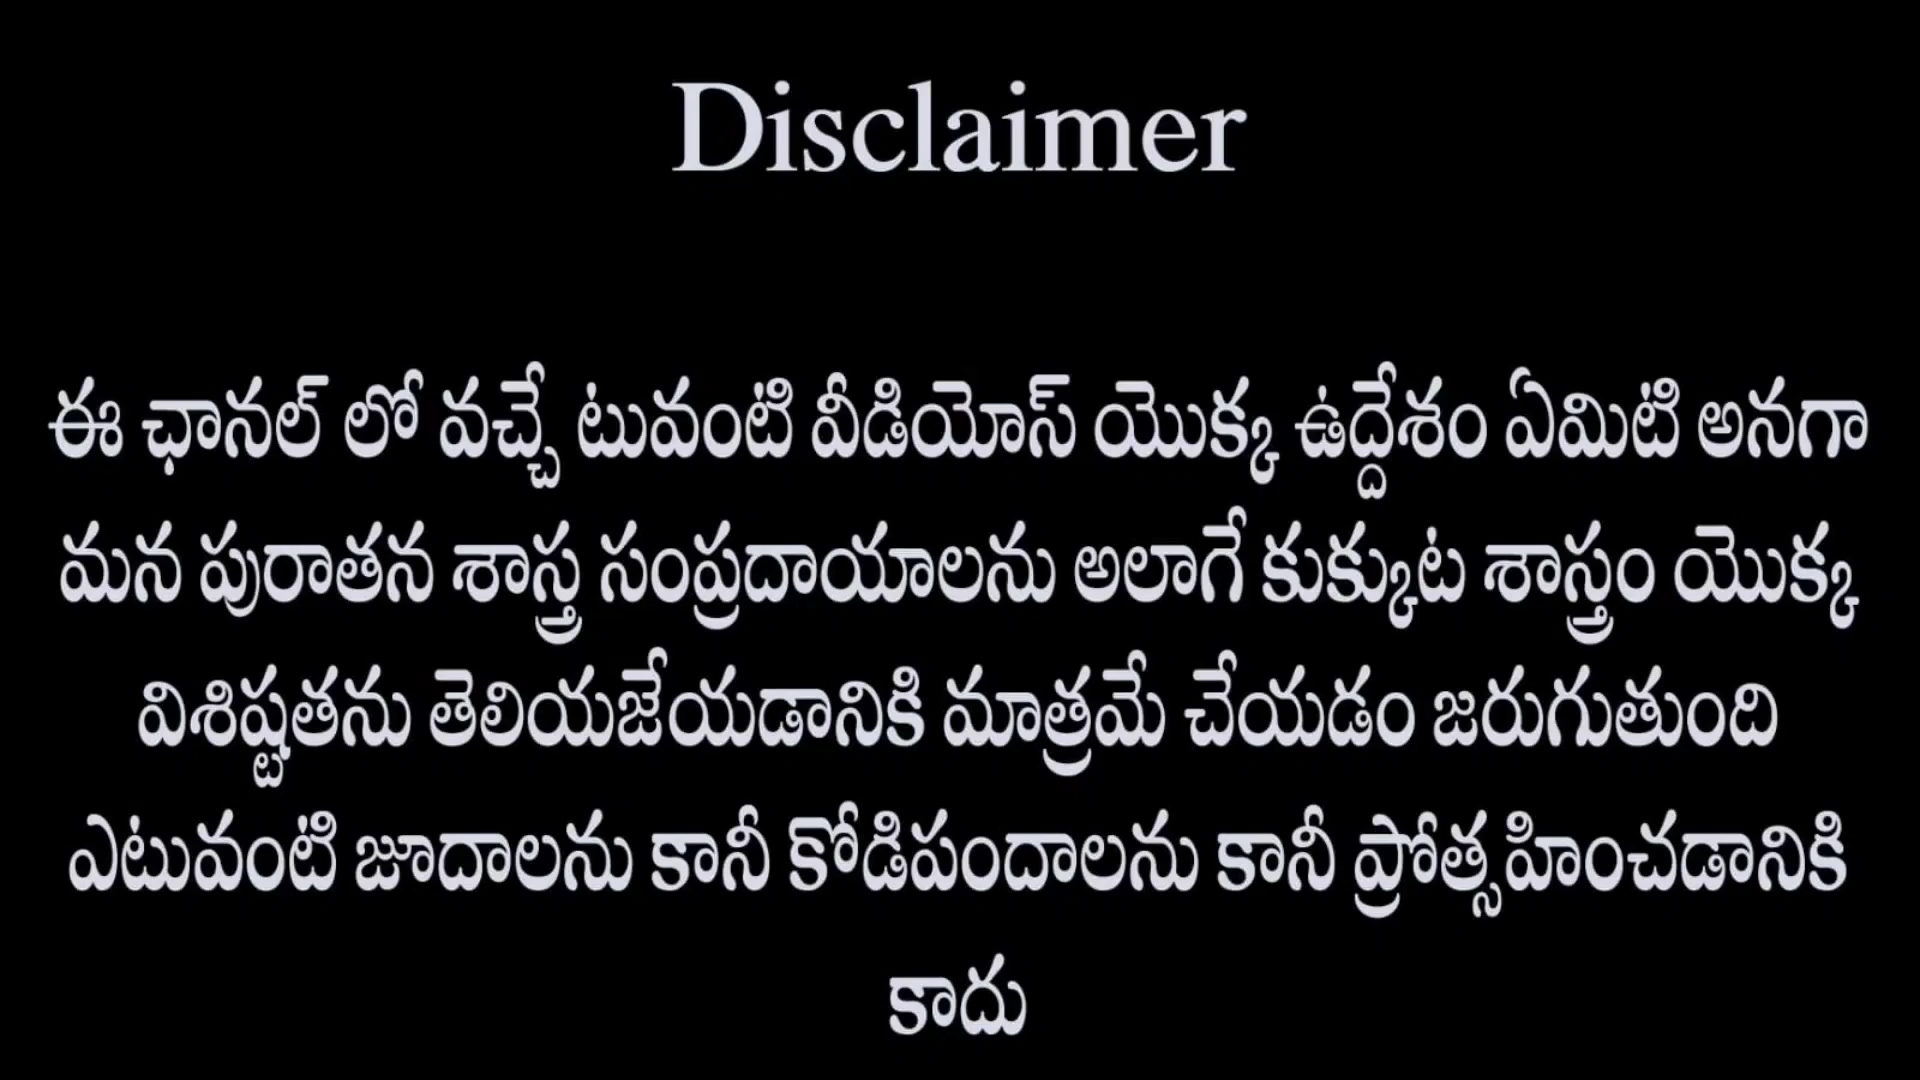 Disclaimer
ఈ ఛానల్ లో వచ్చే టువంటి వీడియోస్ యొక్క ఉద్దేశం ఏమిటి అనగా
మన పురాతన శాస్త్ర సంప్రదాయాలను అలాగే కుక్కుట శాస్త్రం యొక్క
విశిష్టతను తెలియజేయడానికి మాత్రమే చేయడం జరుగుతుంది
ఎటువంటి జూదాలను కానీ కోడిపందాలను కానీ ప్రోత్సహించడానికి
కాదు